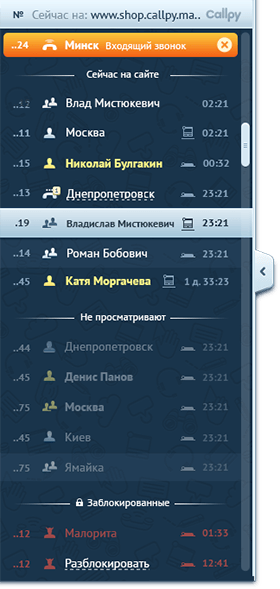 № Сейчас на: www.shop.callpy.ma.. Callpy
..24 Минск Входящий звонок
Сейчас на сайте
..12 Влад Мистюкевич 02:21
..11 Москва 02:21
..15 Николай Булгакин 00:32
..13 1 Днепропетровск 23:21
.19 Владислав Мистюкевич 23:21
..14 Роман Бобович 23:21
..45 Катя Моргачева 1 д. 33:23
Не просматривают
..44 Днепропетровск 23:21
..45 Денис Панов 23:21
..75 Москва 23:21
..45 Киев 23:21
..75 Ямайка 23:21
Заблокированные
..12 Малорита 01:33
..12 Разблокировать 12:41